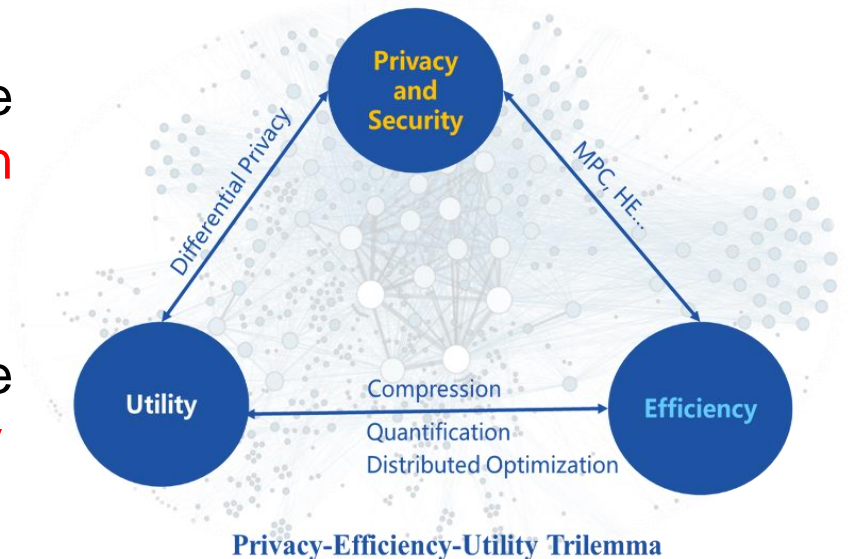 Privacy
and
Security
e
n
Differential Privacy
MPC, HE...
e
Utility
Compression
Efficiency
Quantification
Distributed Optimization
Privacy-Efficiency-Utility Trilemma